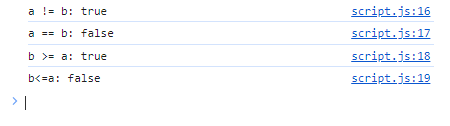 a != b: true script.js:16
a == b: false script.js:17
b >= a: true script.js:18
b<=a: false script.js:19
>